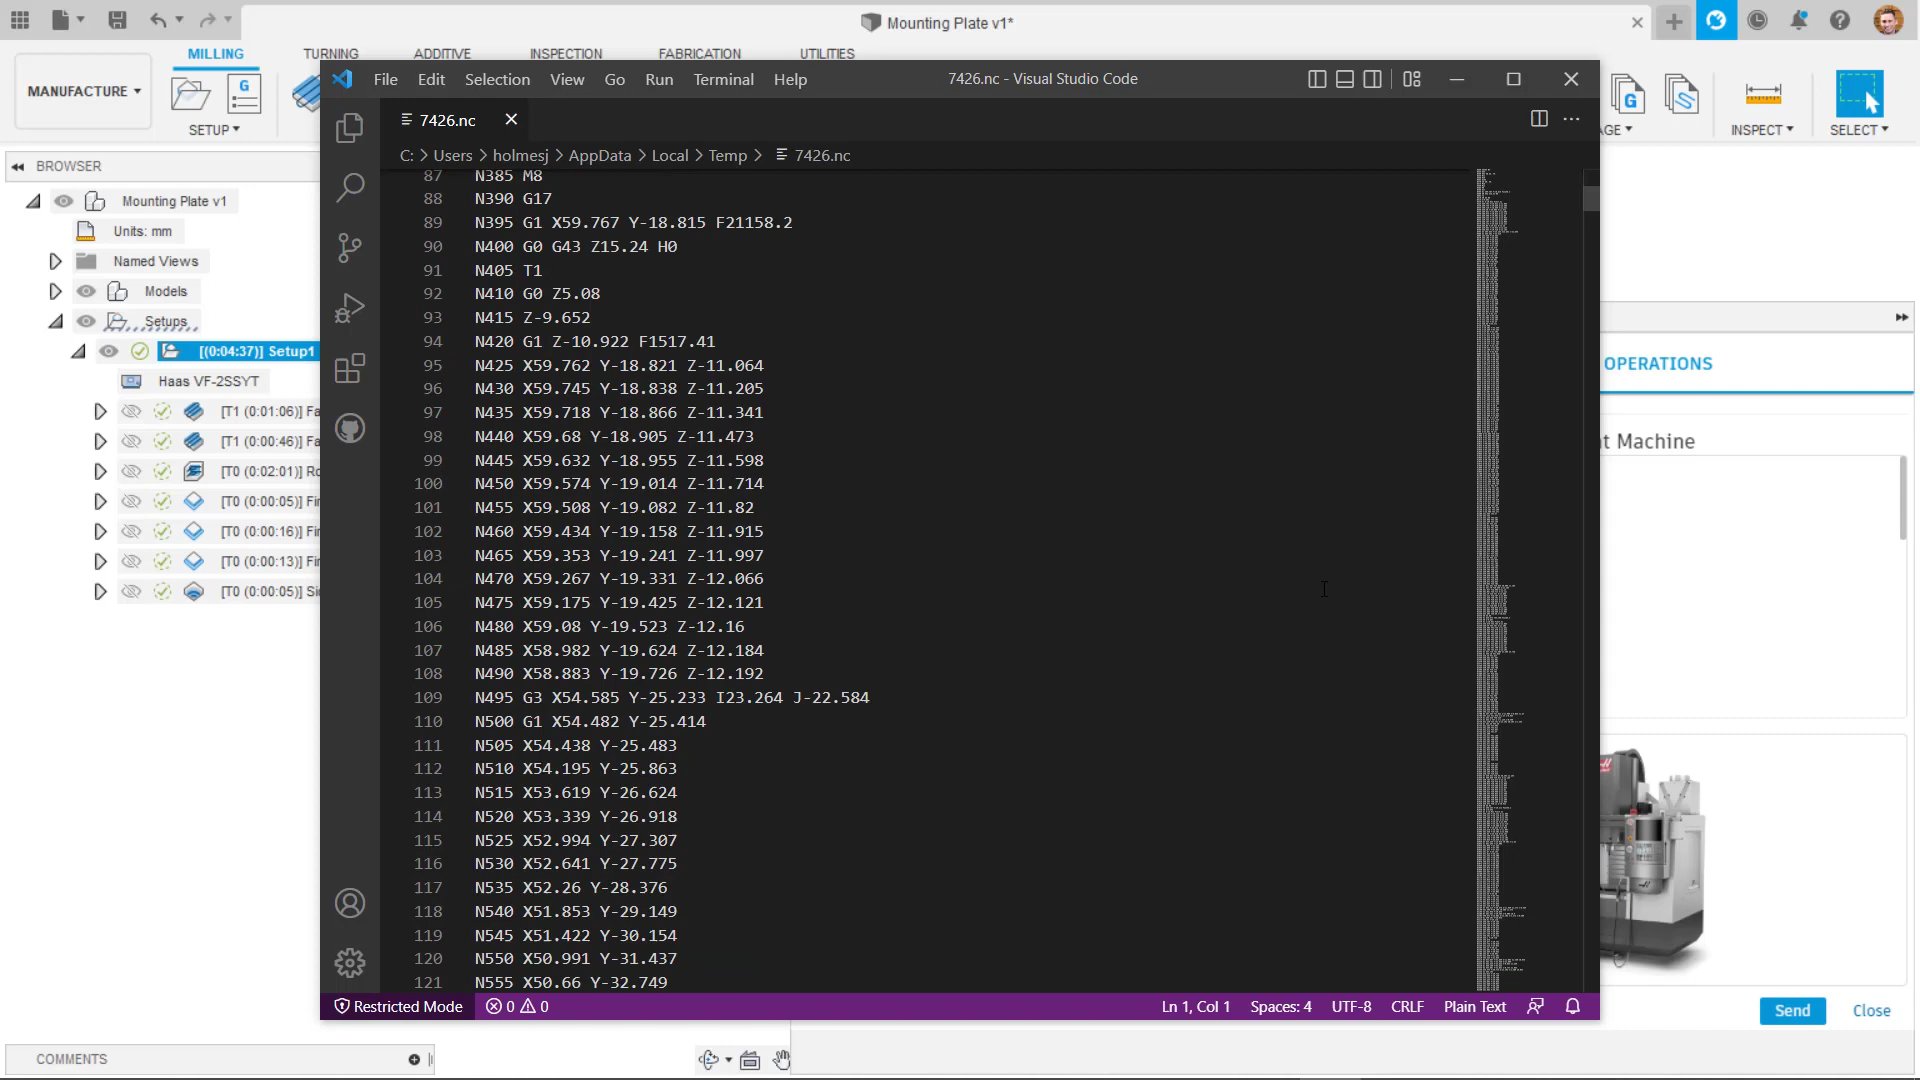 Mounting Plate v1*
MILLING TURNING ADDITIVE INSPECTION FABRICATION UTILITIES
MANUFACTURE
SETUP
INSPECT
SELECT
File Edit Selection View Go Run Terminal Help
7426.nc - Visual Studio Code
7426.nc
C: > Users > holmesj > AppData > Local > Temp > 7426.nc
BROWSER
Mounting Plate v1
Units: mm
Named Views
Models
Setups
[(0:04:37)] Setup1
Haas VF-2SSYT
[T1 (0:01:06)] Fa
[T1 (0:00:46)] Fa
[T0 (0:02:01)] Ro
[T0 (0:00:05)] Fi
[T0 (0:00:16)] Fi
[T0 (0:00:13)] Fi
[T0 (0:00:05)] Si
87 N385 M8
88 N390 G17
89 N395 G1 X59.767 Y-18.815 F21158.2
90 N400 G0 G43 Z15.24 H0
91 N405 T1
92 N410 G0 Z5.08
93 N415 Z-9.652
94 N420 G1 Z-10.922 F1517.41
95 N425 X59.762 Y-18.821 Z-11.064
96 N430 X59.745 Y-18.838 Z-11.205
97 N435 X59.718 Y-18.866 Z-11.341
98 N440 X59.68 Y-18.905 Z-11.473
99 N445 X59.632 Y-18.955 Z-11.598
100 N450 X59.574 Y-19.014 Z-11.714
101 N455 X59.508 Y-19.082 Z-11.82
102 N460 X59.434 Y-19.158 Z-11.915
103 N465 X59.353 Y-19.241 Z-11.997
104 N470 X59.267 Y-19.331 Z-12.066
105 N475 X59.175 Y-19.425 Z-12.121
106 N480 X59.08 Y-19.523 Z-12.16
107 N485 X58.982 Y-19.624 Z-12.184
108 N490 X58.883 Y-19.726 Z-12.192
109 N495 G3 X54.585 Y-25.233 I23.264 J-22.584
110 N500 G1 X54.482 Y-25.414
111 N505 X54.438 Y-25.483
112 N510 X54.195 Y-25.863
113 N515 X53.619 Y-26.624
114 N520 X53.339 Y-26.918
115 N525 X52.994 Y-27.307
116 N530 X52.641 Y-27.775
117 N535 X52.26 Y-28.376
118 N540 X51.853 Y-29.149
119 N545 X51.422 Y-30.154
120 N550 X50.991 Y-31.437
121 N555 X50.66 Y-32.749
OPERATIONS
t Machine
Send Close
Restricted Mode 0 0
Ln 1, Col 1 Spaces: 4 UTF-8 CRLF Plain Text
COMMENTS